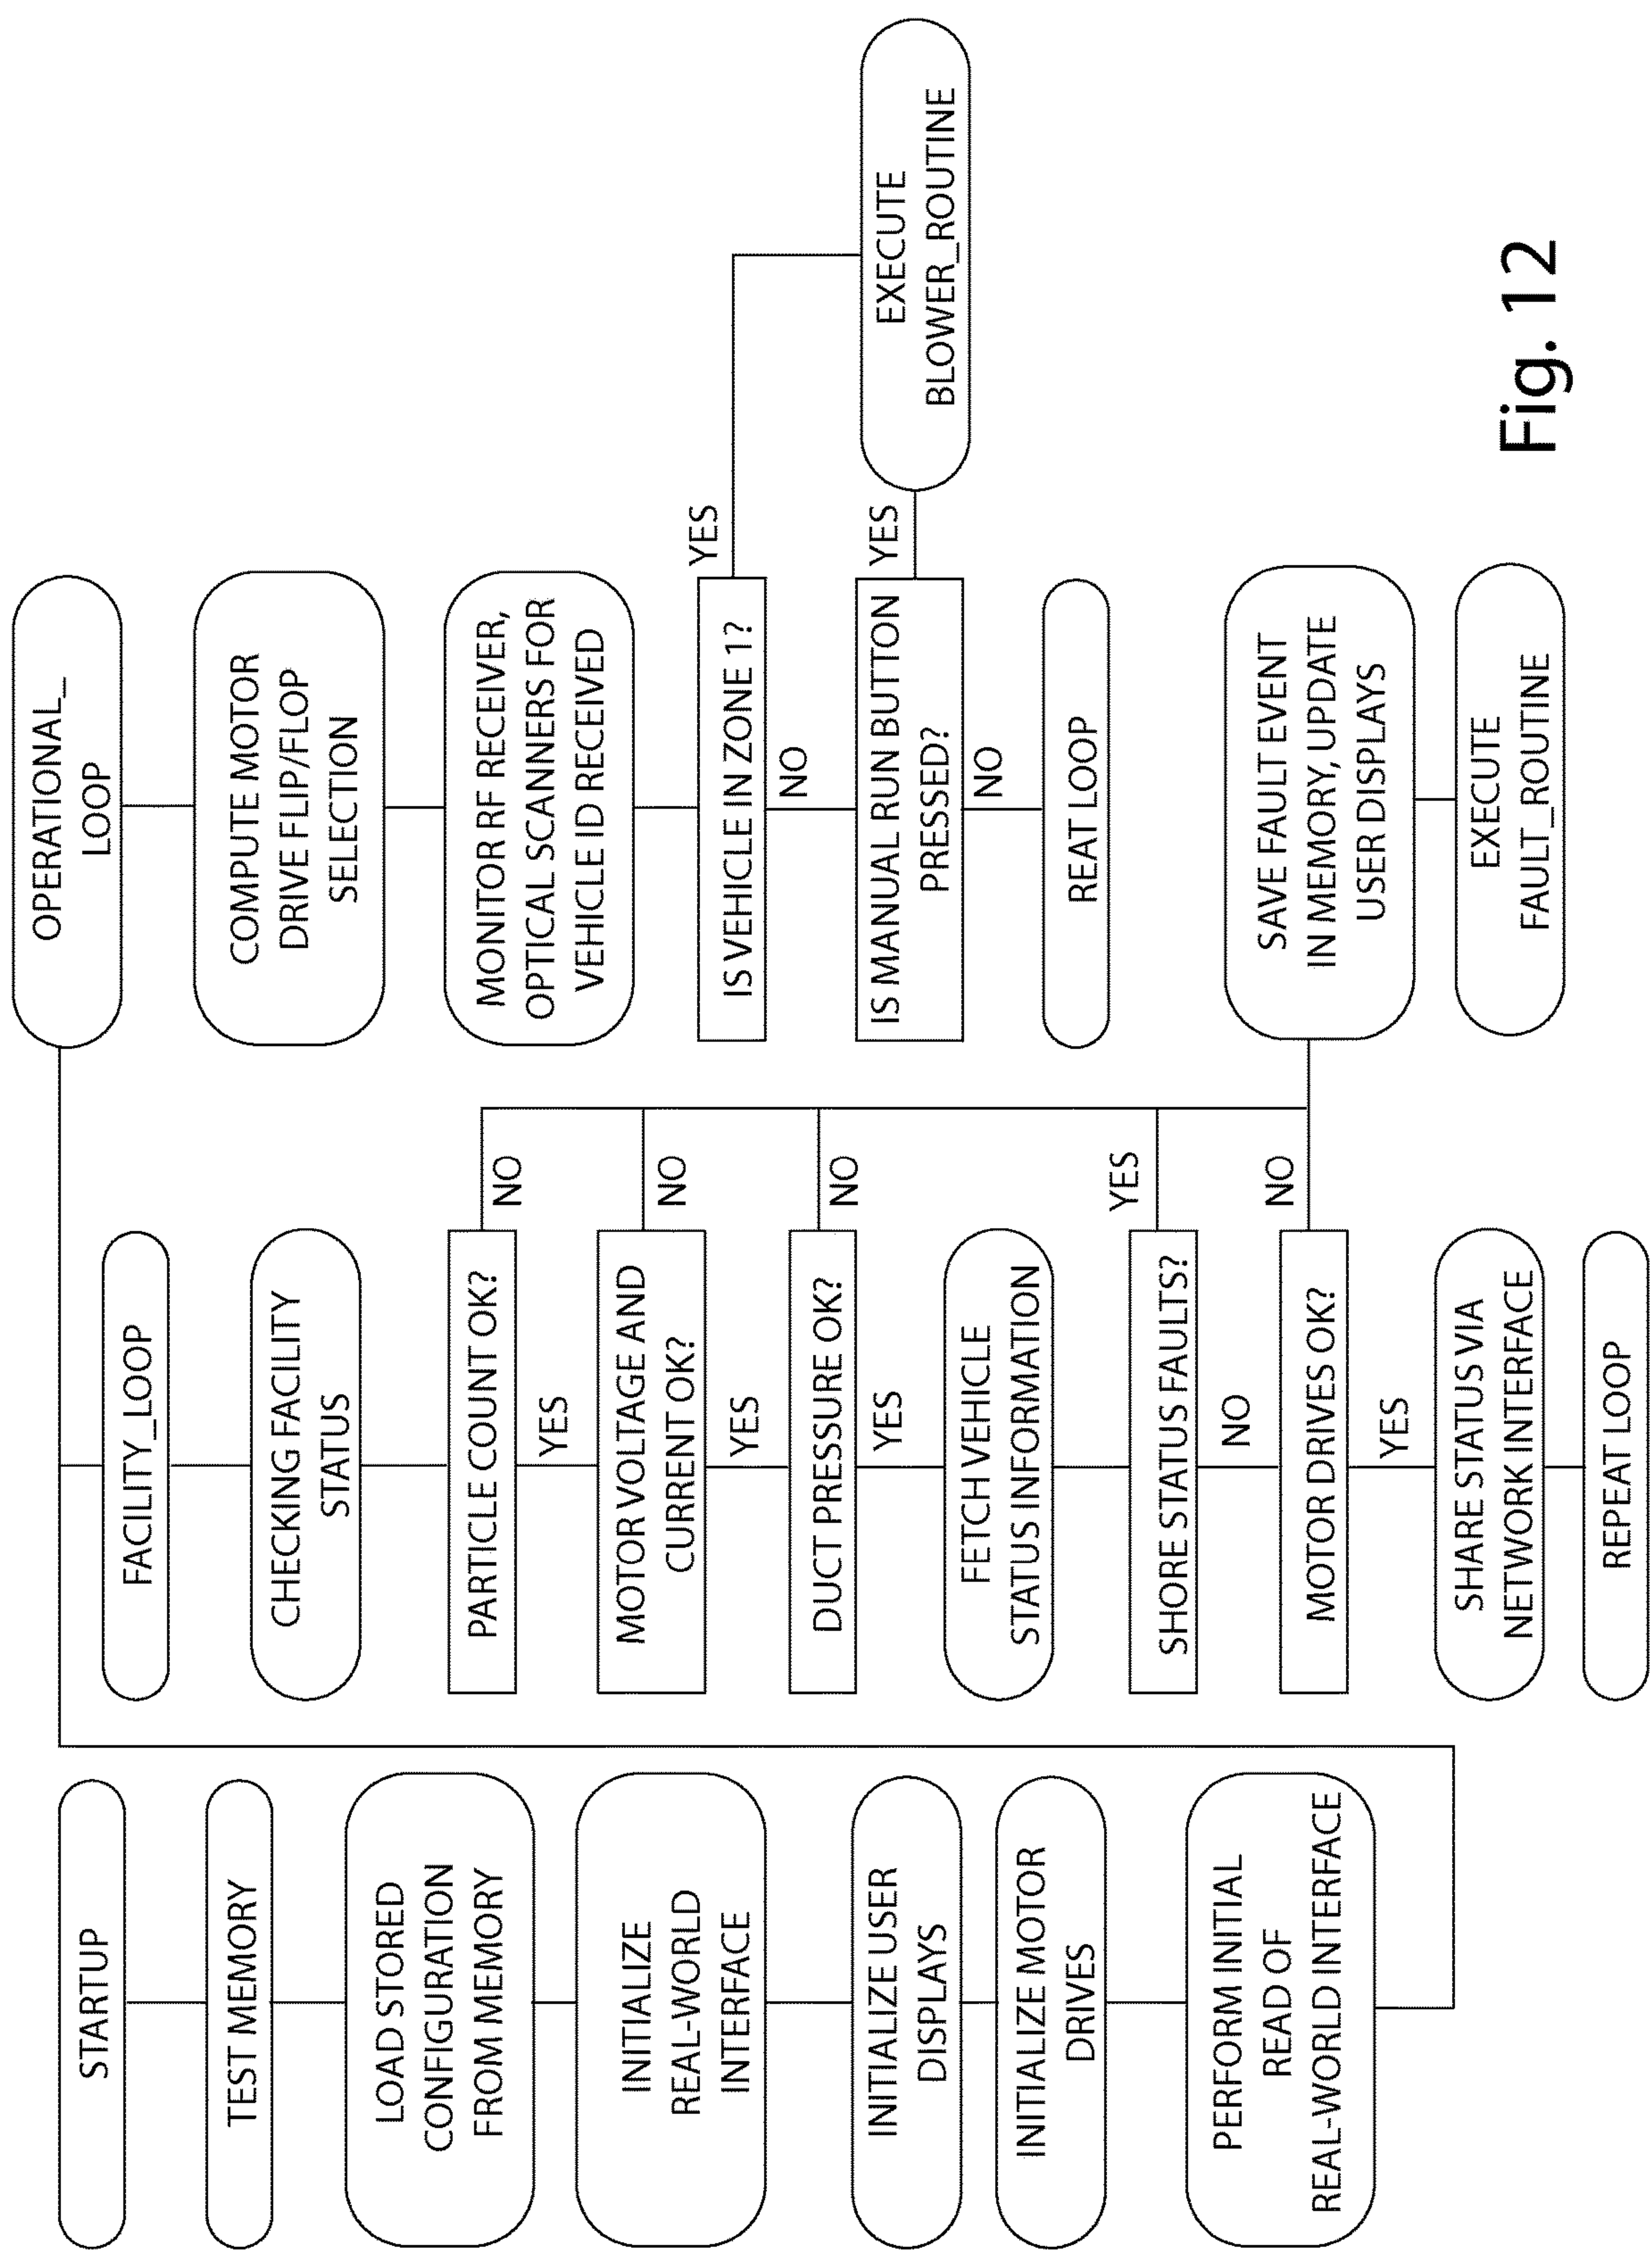 STARTUP
TEST MEMORY
LOAD STORED
CONFIGURATION
FROM MEMORY
INITIALIZE
REAL-WORLD
INTERFACE
INITIALIZE USER
DISPLAYS
INITIALIZE MOTOR
DRIVES
PERFORM INITIAL
READ OF
REAL-WORLD INTERFACE
FACILITY_LOOP
CHECKING FACILITY
STATUS
PARTICLE COUNT OK?
NO
YES
MOTOR VOLTAGE AND
CURRENT OK?
NO
YES
DUCT PRESSURE OK?
NO
YES
FETCH VEHICLE
STATUS INFORMATION
SHORE STATUS FAULTS?
YES
NO
MOTOR DRIVES OK?
NO
YES
SHARE STATUS VIA
NETWORK INTERFACE
REPEAT LOOP
OPERATIONAL_
LOOP
COMPUTE MOTOR
DRIVE FLIP/FLOP
SELECTION
MONITOR RF RECEIVER,
OPTICAL SCANNERS FOR
VEHICLE ID RECEIVED
IS VEHICLE IN ZONE 1?
YES
NO
IS MANUAL RUN BUTTON
PRESSED?
YES
NO
REAT LOOP
EXECUTE
BLOWER_ROUTINE
SAVE FAULT EVENT
IN MEMORY, UPDATE
USER DISPLAYS
EXECUTE
FAULT_ROUTINE
Fig. 12